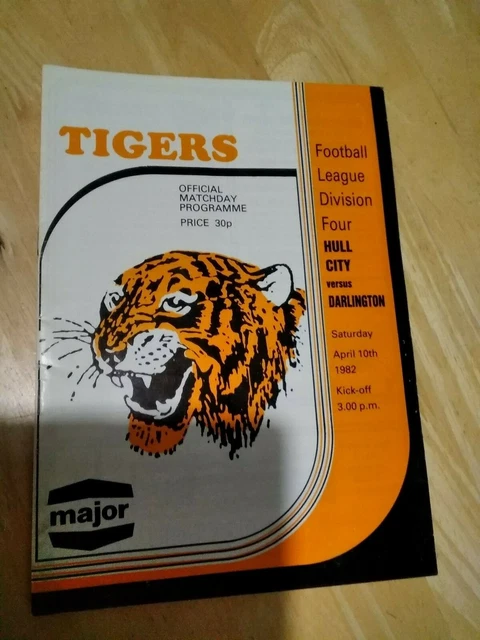 TIGERS
OFFICIAL
MATCHDAY
PROGRAMME
PRICE 30p
Football
League
Division
Four
HULL
CITY
versus
DARLINGTON
Saturday
April 10th
1982
Kick-off
3.00 p.m.
major